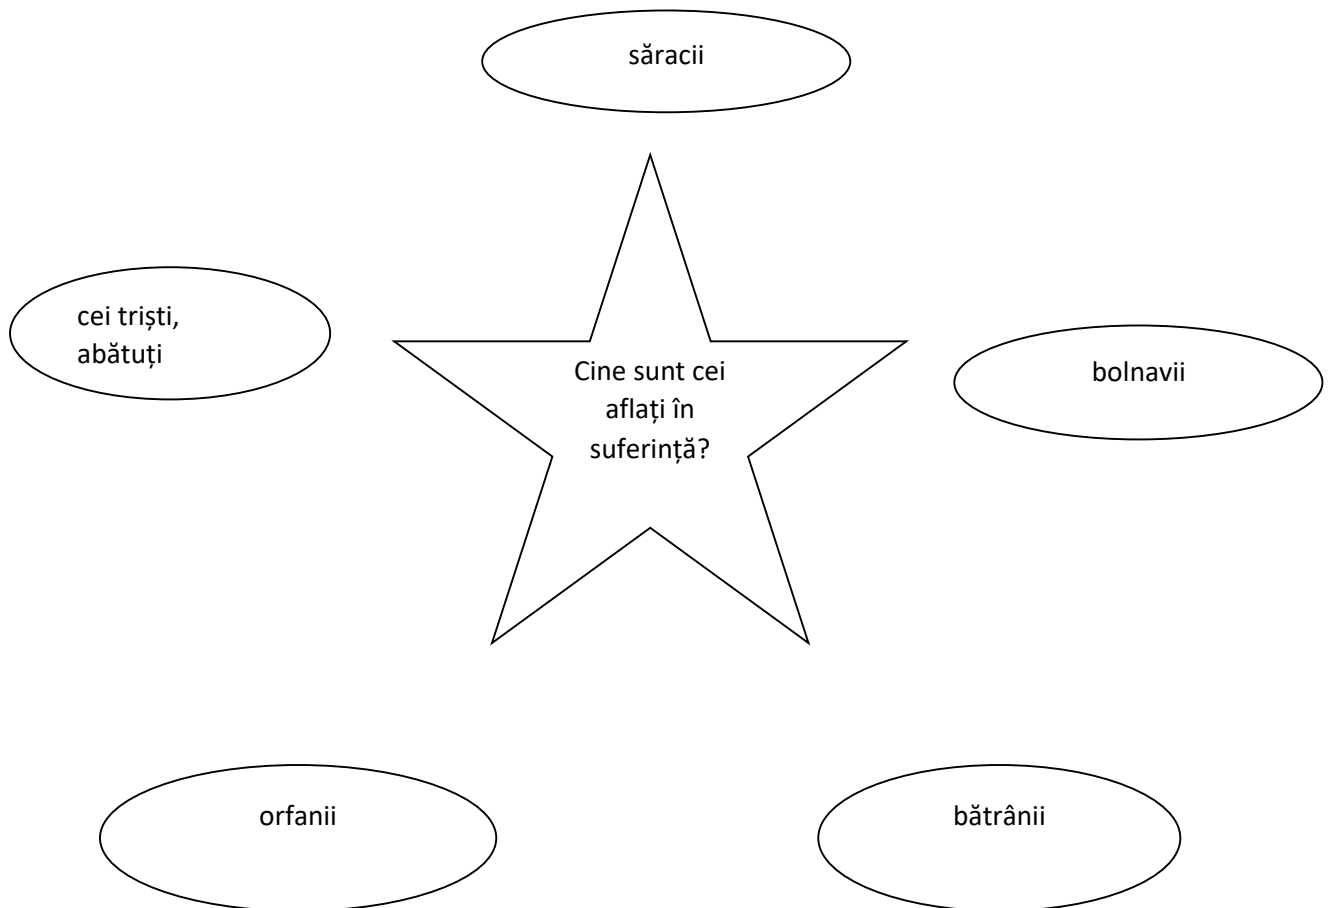 săracii
cei triști,
abătuți
Cine sunt cei
aflați în
suferință?
bolnavii
orfanii
bătrânii